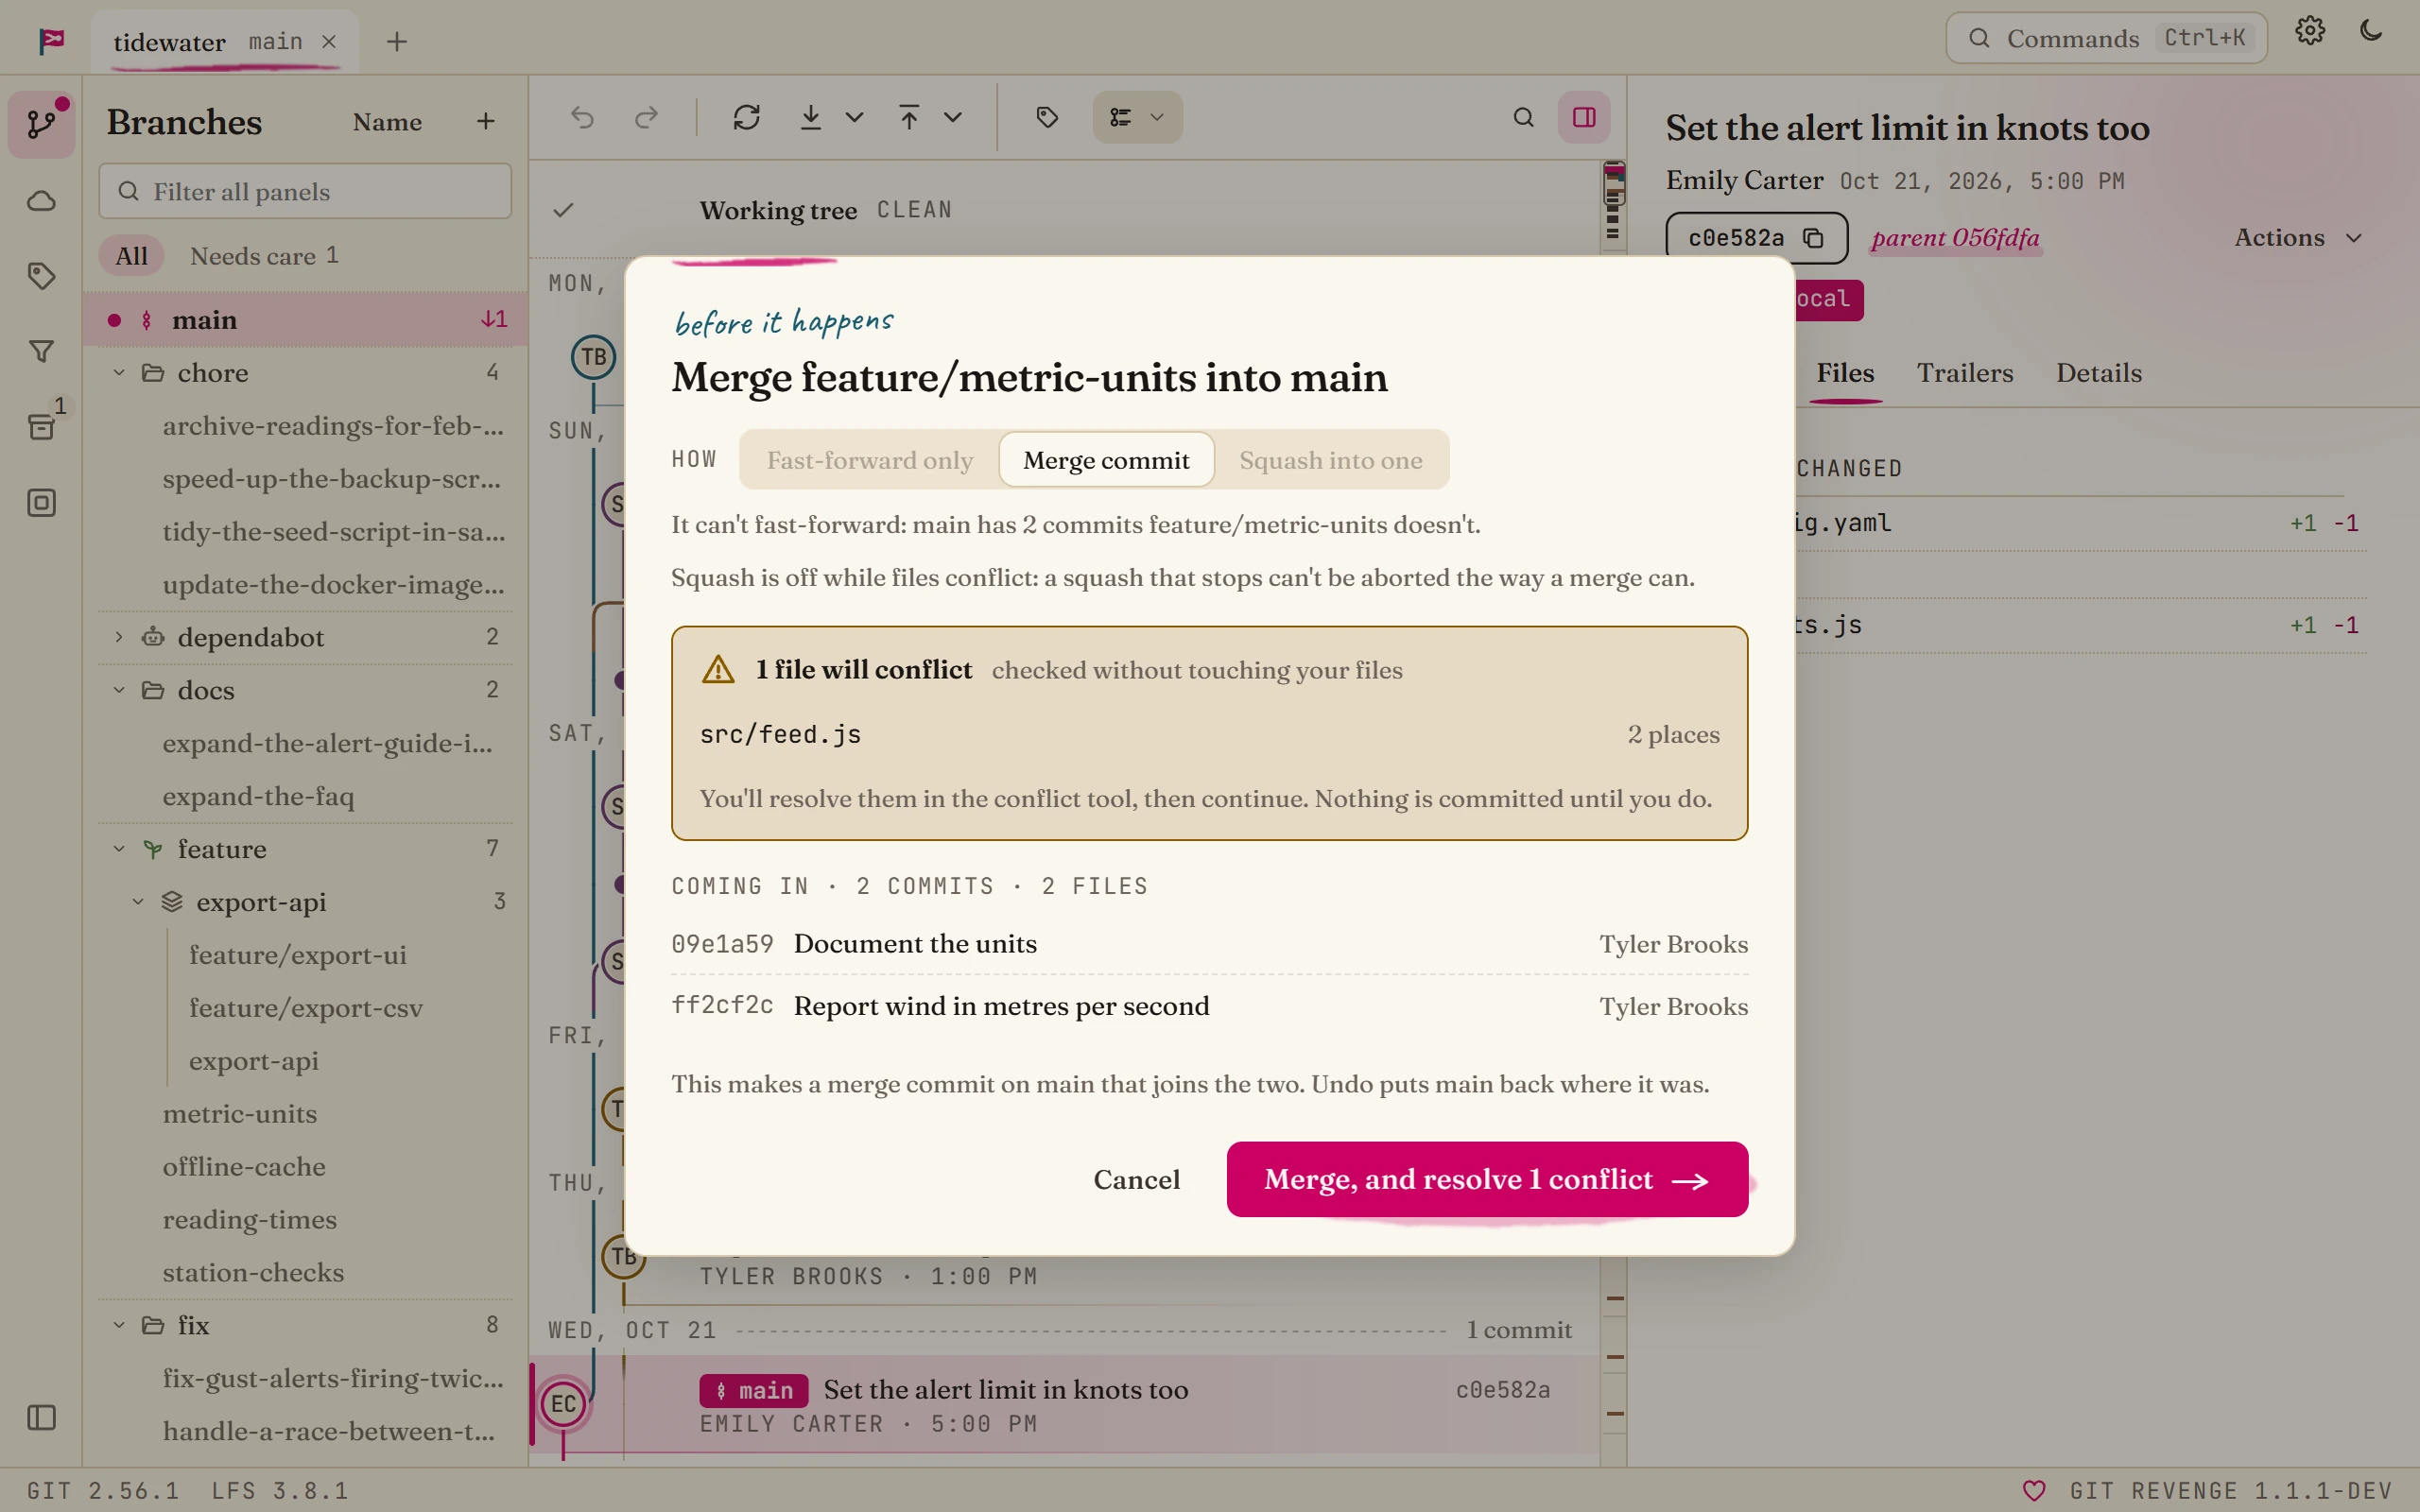 tidewater main
Commands Ctrl+K
Branches Name
Filter all panels
All Needs care 1
main ↓1
chore 4
archive-readings-for-feb-...
speed-up-the-backup-scr...
tidy-the-seed-script-in-sa...
update-the-docker-image...
dependabot 2
docs 2
expand-the-alert-guide-i...
expand-the-faq
feature 7
export-api 3
feature/export-ui
feature/export-csv
export-api
metric-units
offline-cache
reading-times
station-checks
fix 8
fix-gust-alerts-firing-twic...
handle-a-race-between-t...
1
Working tree CLEAN
MON,
TB
SUN,
S
SAT,
S
S
FRI,
T
THU,
TB
TYLER BROOKS · 1:00 PM
WED, OCT 21 1 commit
EC main Set the alert limit in knots too c0e582a
EMILY CARTER · 5:00 PM
before it happens
Merge feature/metric-units into main
HOW Fast-forward only Merge commit Squash into one
It can't fast-forward: main has 2 commits feature/metric-units doesn't.
Squash is off while files conflict: a squash that stops can't be aborted the way a merge can.
1 file will conflict checked without touching your files
src/feed.js 2 places
You'll resolve them in the conflict tool, then continue. Nothing is committed until you do.
COMING IN · 2 COMMITS · 2 FILES
09e1a59 Document the units Tyler Brooks
ff2cf2c Report wind in metres per second Tyler Brooks
This makes a merge commit on main that joins the two. Undo puts main back where it was.
Cancel Merge, and resolve 1 conflict →
Set the alert limit in knots too
Emily Carter Oct 21, 2026, 5:00 PM
c0e582a parent 056fdfa Actions
ocal
Files Trailers Details
CHANGED
ig.yaml +1 -1
ts.js +1 -1
GIT 2.56.1 LFS 3.8.1
GIT REVENGE 1.1.1-DEV